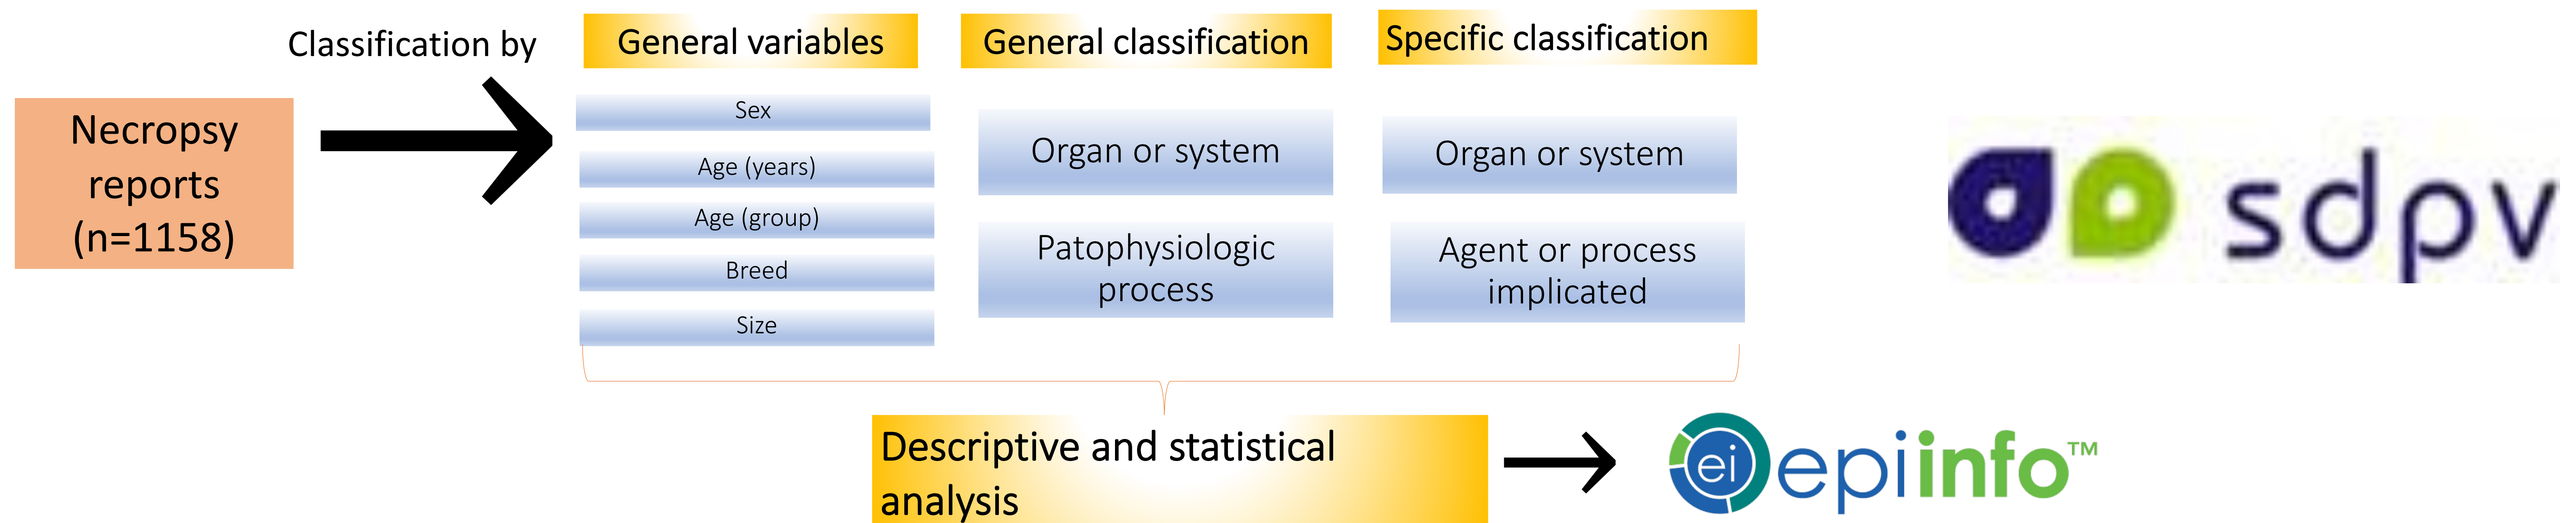 Necropsy
reports
(n=1158)
Classification by
General variables
Sex
Age (years)
Age (group)
Breed
Size
General classification
Organ or system
Patophysiologic
process
Specific classification
Organ or system
Agent or process
implicated
sdpv
Descriptive and statistical
analysis
ei epiinfo™